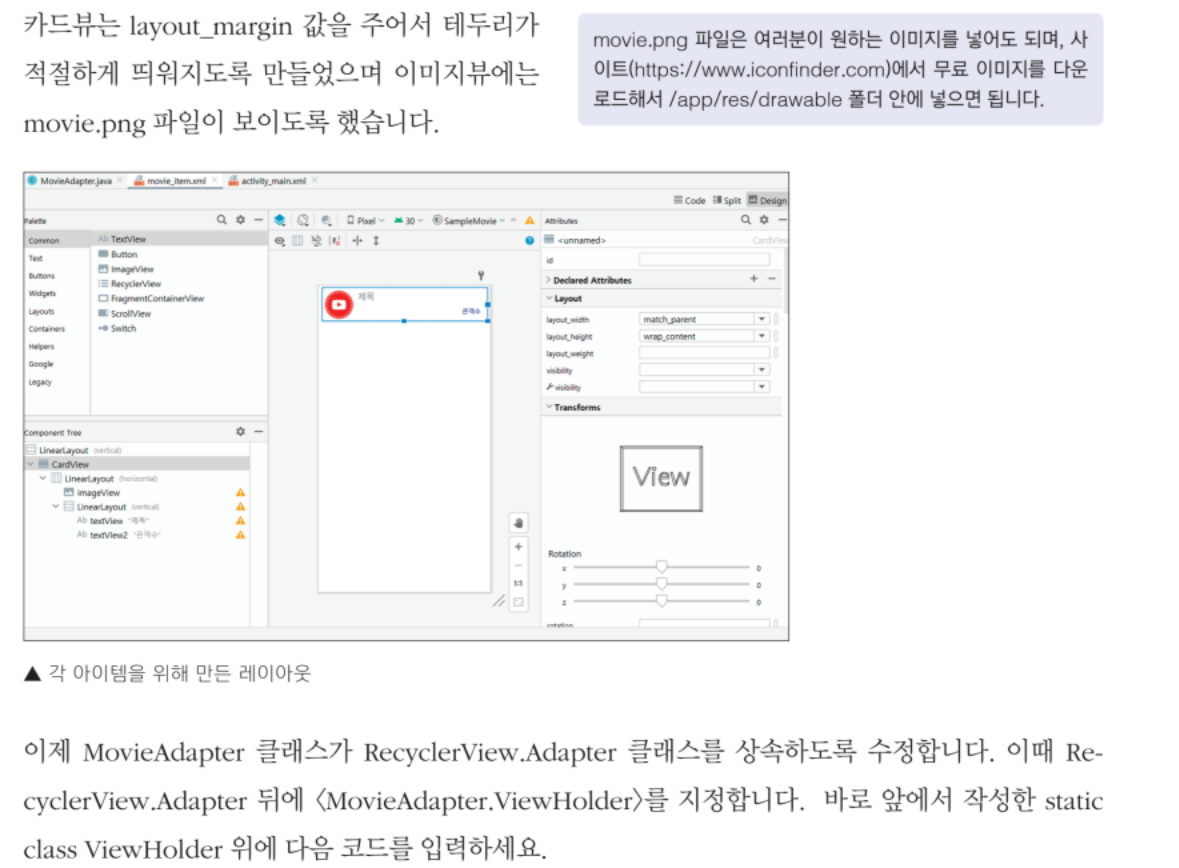 카드뷰는 layout_margin 값을 주어서 테두리가
적절하게 띄워지도록 만들었으며 이미지뷰에는
movie.png 파일이 보이도록 했습니다.
movie.png 파일은 여러분이 원하는 이미지를 넣어도 되며, 사
이트(https://www.iconfinder.com)에서 무료 이미지를 다운
로드해서 /app/res/drawable 폴더 안에 넣으면 됩니다.
MovieAdapter.java
movie_item.xml
activity_main.xml
Code
Split
Design
Palette
Common
Text
Buttons
Widgets
Layouts
Containers
Helpers
Google
Legacy
Ab TextView
Button
ImageView
RecyclerView
FragmentContainerView
ScrollView
Switch
Component Tree
LinearLayout (vertical)
CardView
LinearLayout (horizontal)
imageView
LinearLayout (vertical)
Ab textView "제목"
Ab textView2 "관객수"
Pixel
30
SampleMovie
제목
관객수
1:1
Attributes
<unnamed>
CardView
id
Declared Attributes
Layout
layout_width match_parent
layout_height wrap_content
layout_weight
visibility
visibility
Transforms
View
Rotation
x 0
y 0
z 0
rotation
▲ 각 아이템을 위해 만든 레이아웃
이제 MovieAdapter 클래스가 RecyclerView.Adapter 클래스를 상속하도록 수정합니다. 이때 Re-
cyclerView.Adapter 뒤에 〈MovieAdapter.ViewHolder〉를 지정합니다. 바로 앞에서 작성한 static
class ViewHolder 위에 다음 코드를 입력하세요.